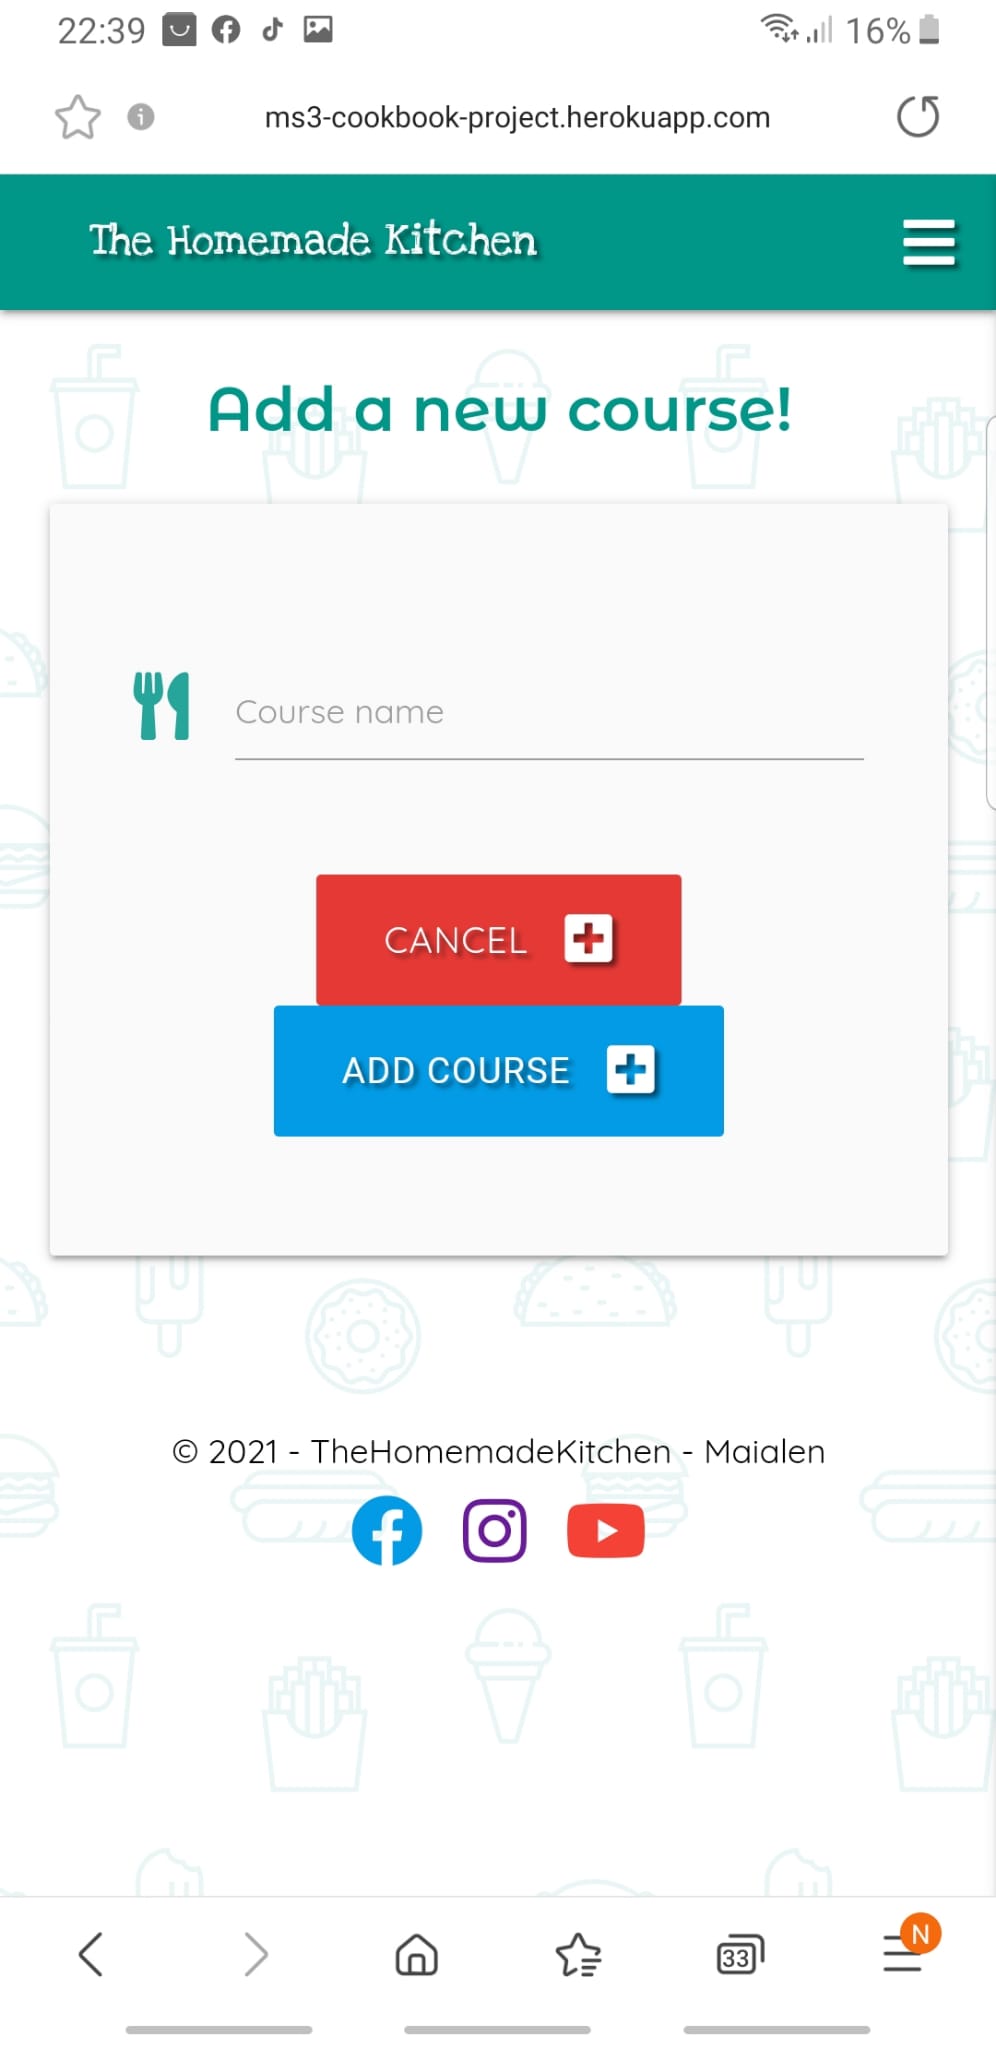 22:39
16%
ms3-cookbook-project.herokuapp.com
The Homemade Kitchen
Add a new course!
Course name
CANCEL
ADD COURSE
© 2021 - TheHomemadeKitchen - Maialen
33
N